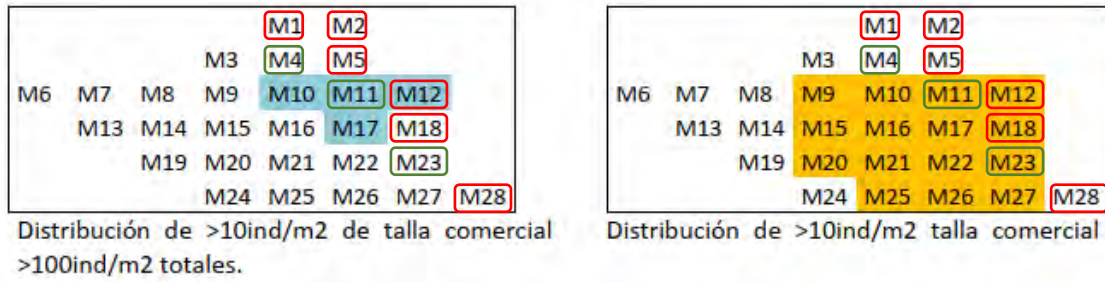 M1 M2
M3 M4 M5
M6 M7 M8 M9 M10 M11 M12
M13 M14 M15 M16 M17 M18
M19 M20 M21 M22 M23
M24 M25 M26 M27 M28
Distribución de >10ind/m2 de talla comercial
>100ind/m2 totales.
M1 M2
M3 M4 M5
M6 M7 M8 M9 M10 M11 M12
M13 M14 M15 M16 M17 M18
M19 M20 M21 M22 M23
M24 M25 M26 M27 M28
Distribución de >10ind/m2 talla comercial